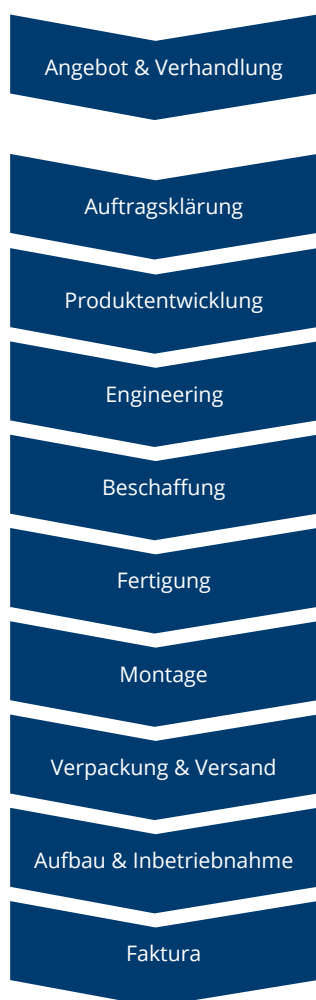 Angebot & Verhandlung
Auftragsklärung
Produktentwicklung
Engineering
Beschaffung
Fertigung
Montage
Verpackung & Versand
Aufbau & Inbetriebnahme
Faktura